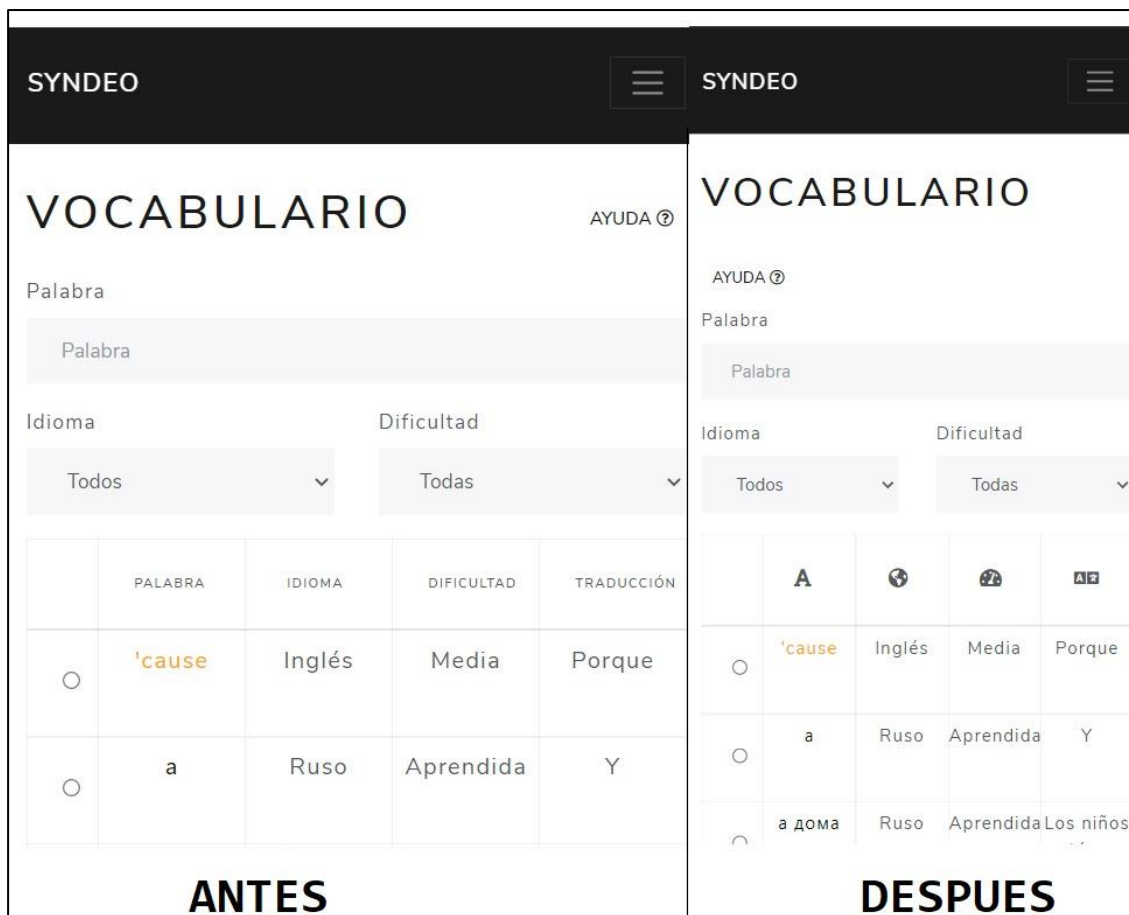 SYNDEO
VOCABULARIO
AYUDA
Palabra
Palabra
Idioma Dificultad
Todos Todas
PALABRA IDIOMA DIFICULTAD TRADUCCIÓN
'cause Inglés Media Porque
а Ruso Aprendida Y
ANTES
SYNDEO
VOCABULARIO
AYUDA
Palabra
Palabra
Idioma Dificultad
Todos Todas
'cause Inglés Media Porque
а Ruso Aprendida Y
а дома Ruso Aprendida Los niños
DESPUES